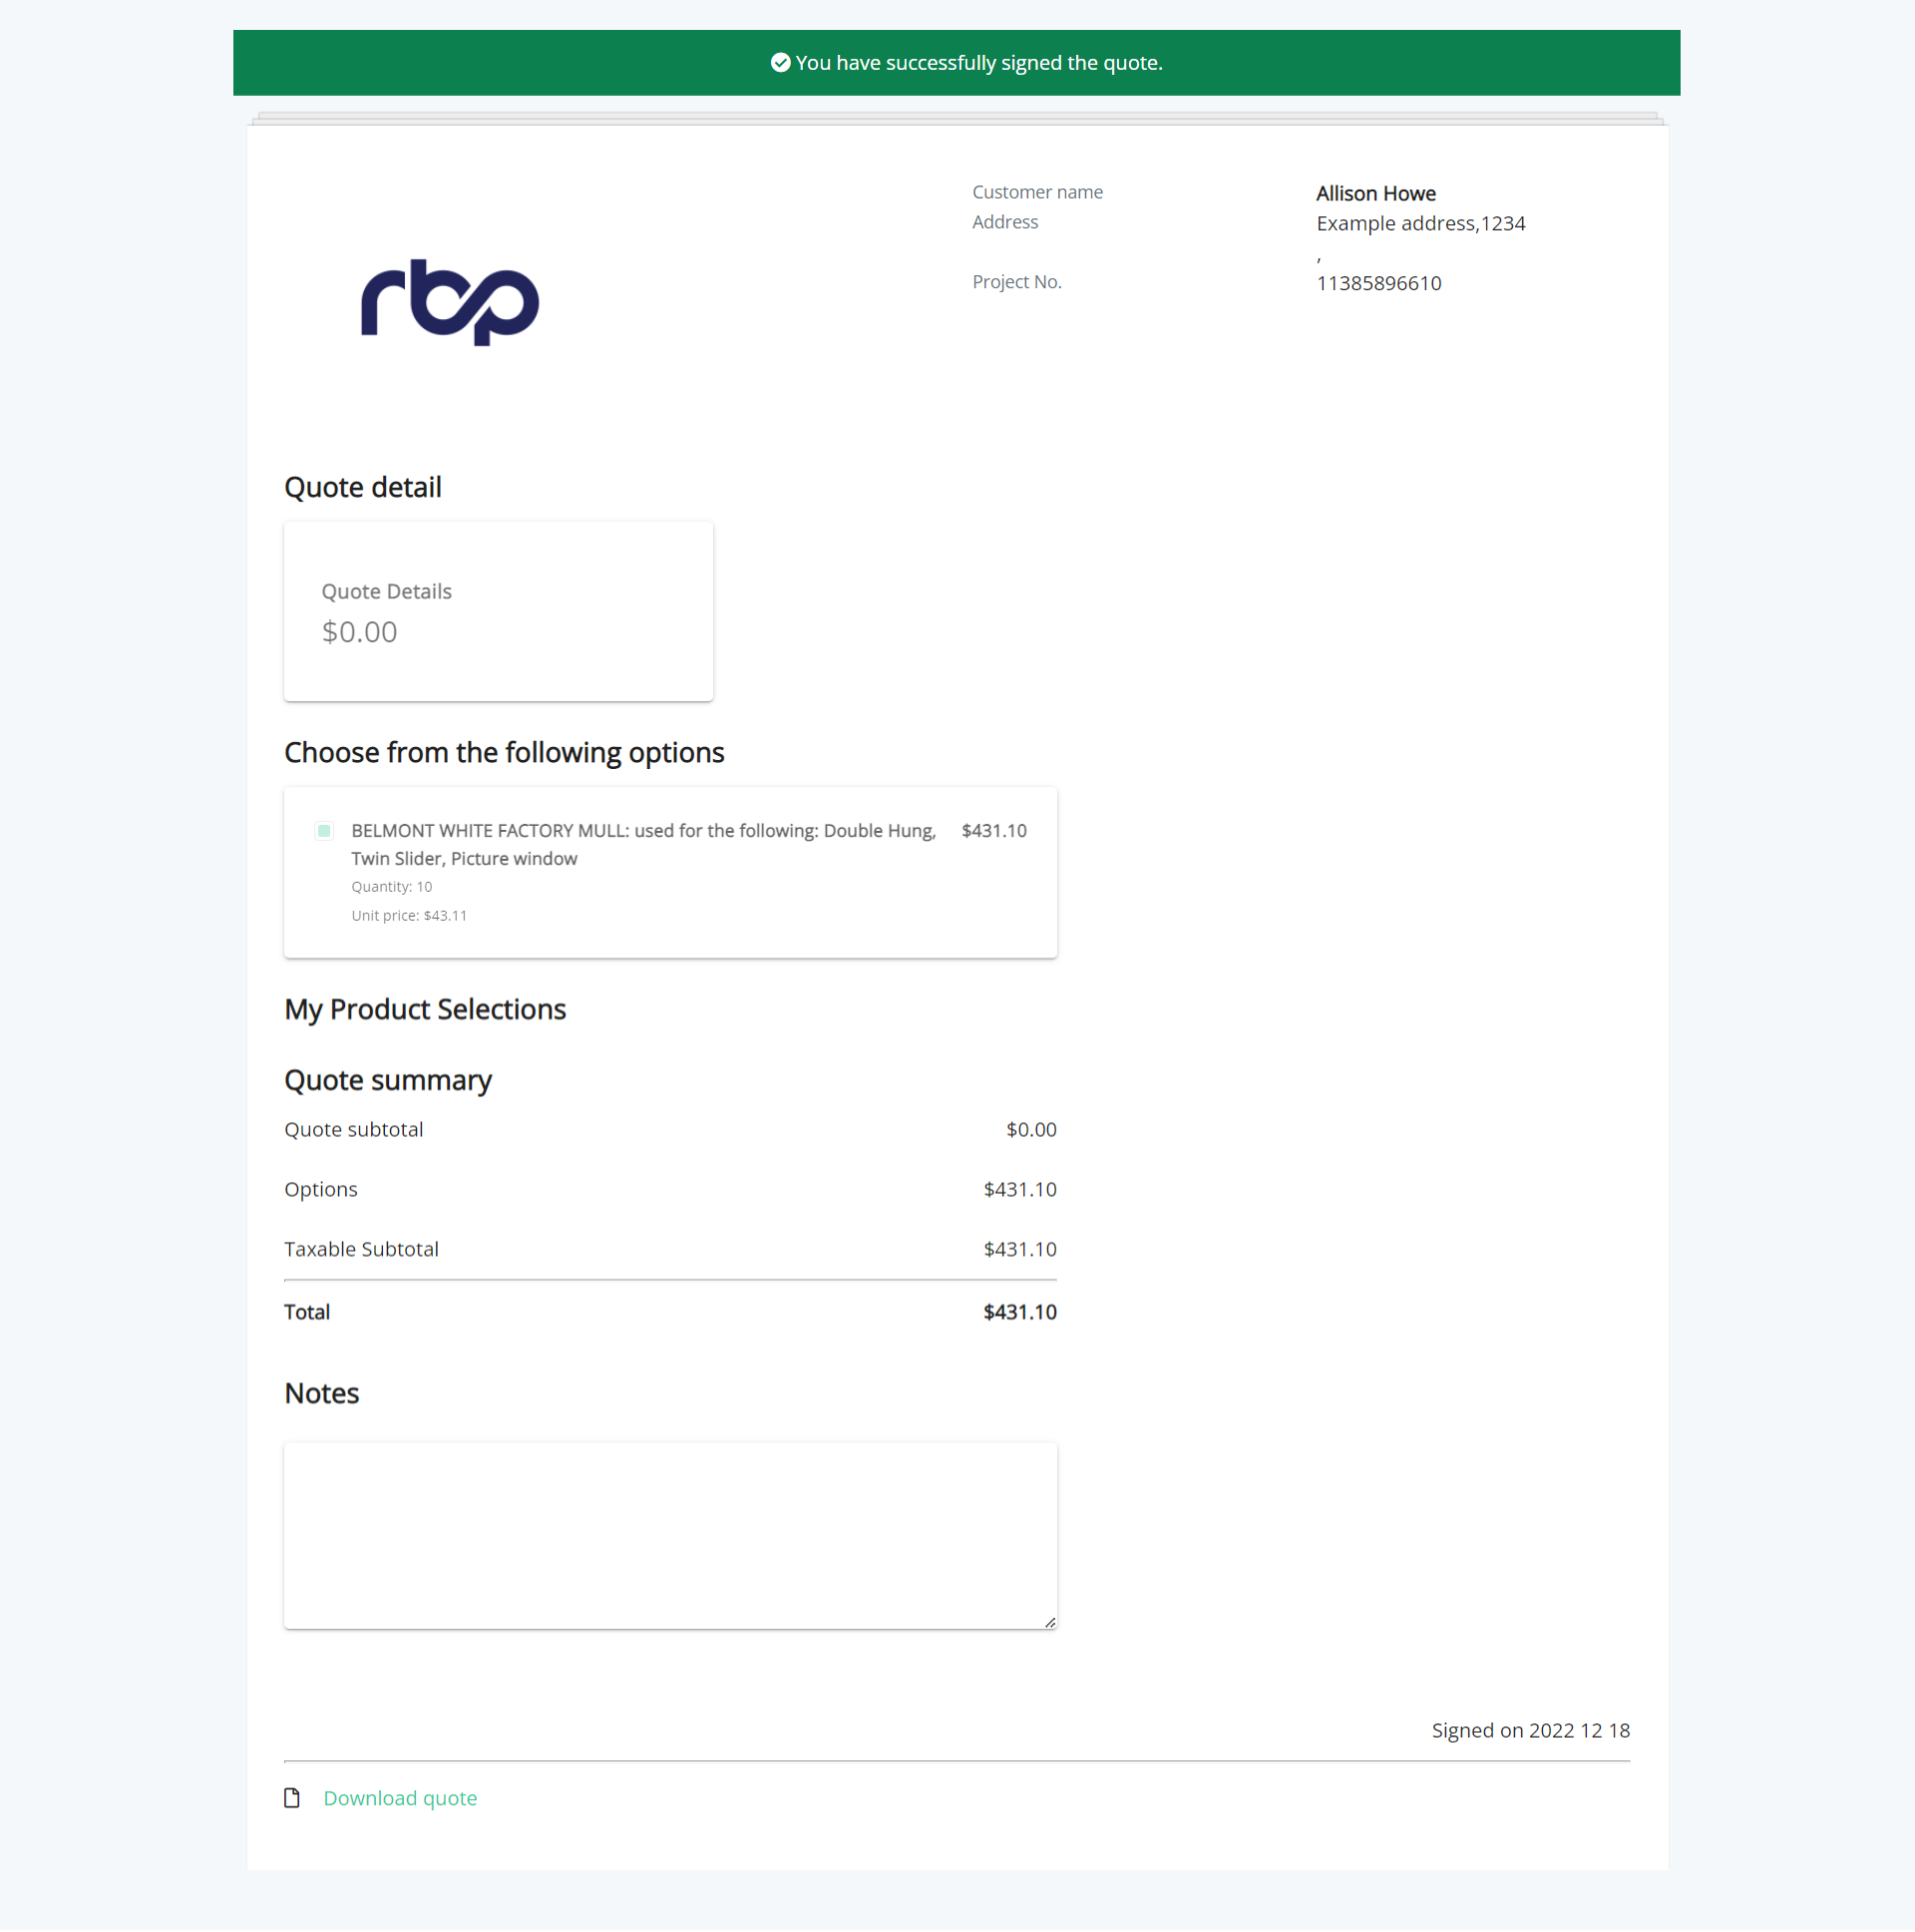 You have successfully signed the quote.
Customer name Allison Howe
Address Example address,1234
,
Project No. 11385896610
rbp
Quote detail
Quote Details
$0.00
Choose from the following options
BELMONT WHITE FACTORY MULL: used for the following: Double Hung, $431.10
Twin Slider, Picture window
Quantity: 10
Unit price: $43.11
My Product Selections
Quote summary
Quote subtotal $0.00
Options $431.10
Taxable Subtotal $431.10
Total $431.10
Notes
Signed on 2022 12 18
Download quote